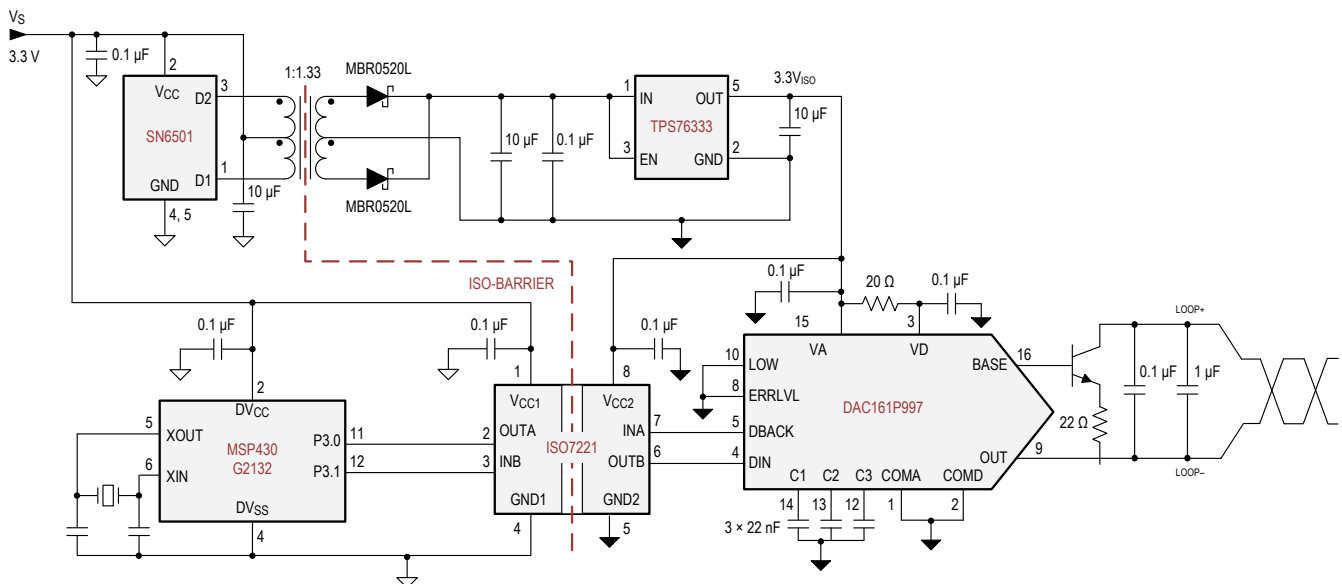 VS
3.3 V
0.1 µF
2
VCC
D2
3
SN6501
GND
D1
1
4, 5
10 µF
1:1.33
MBR0520L
MBR0520L
10 µF
0.1 µF
1
IN
OUT
5
TPS76333
3
EN
GND
2
3.3VISO
10 µF
ISO-BARRIER
0.1 µF
2
DVCC
5
XOUT
6
XIN
MSP430
G2132
P3.0
11
P3.1
12
DVSS
4
0.1 µF
1
VCC1
2
OUTA
3
INB
GND1
4
ISO7221
0.1 µF
8
VCC2
INA
7
OUTB
6
GND2
5
0.1 µF
20 Ω
0.1 µF
15
3
VA
VD
10
LOW
8
ERRLVL
5
DBACK
4
DIN
DAC161P997
BASE
16
OUT
9
C1
C2
C3
COMA
COMD
14
13
12
1
2
3 × 22 nF
22 Ω
0.1 µF
1 µF
LOOP+
LOOP–